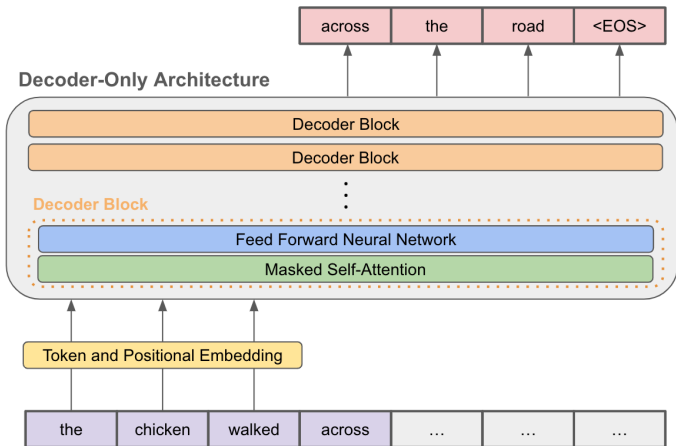 across the road <EOS>
Decoder-Only Architecture
Decoder Block
Decoder Block
Decoder Block
Feed Forward Neural Network
Masked Self-Attention
Token and Positional Embedding
the chicken walked across ... ... ...